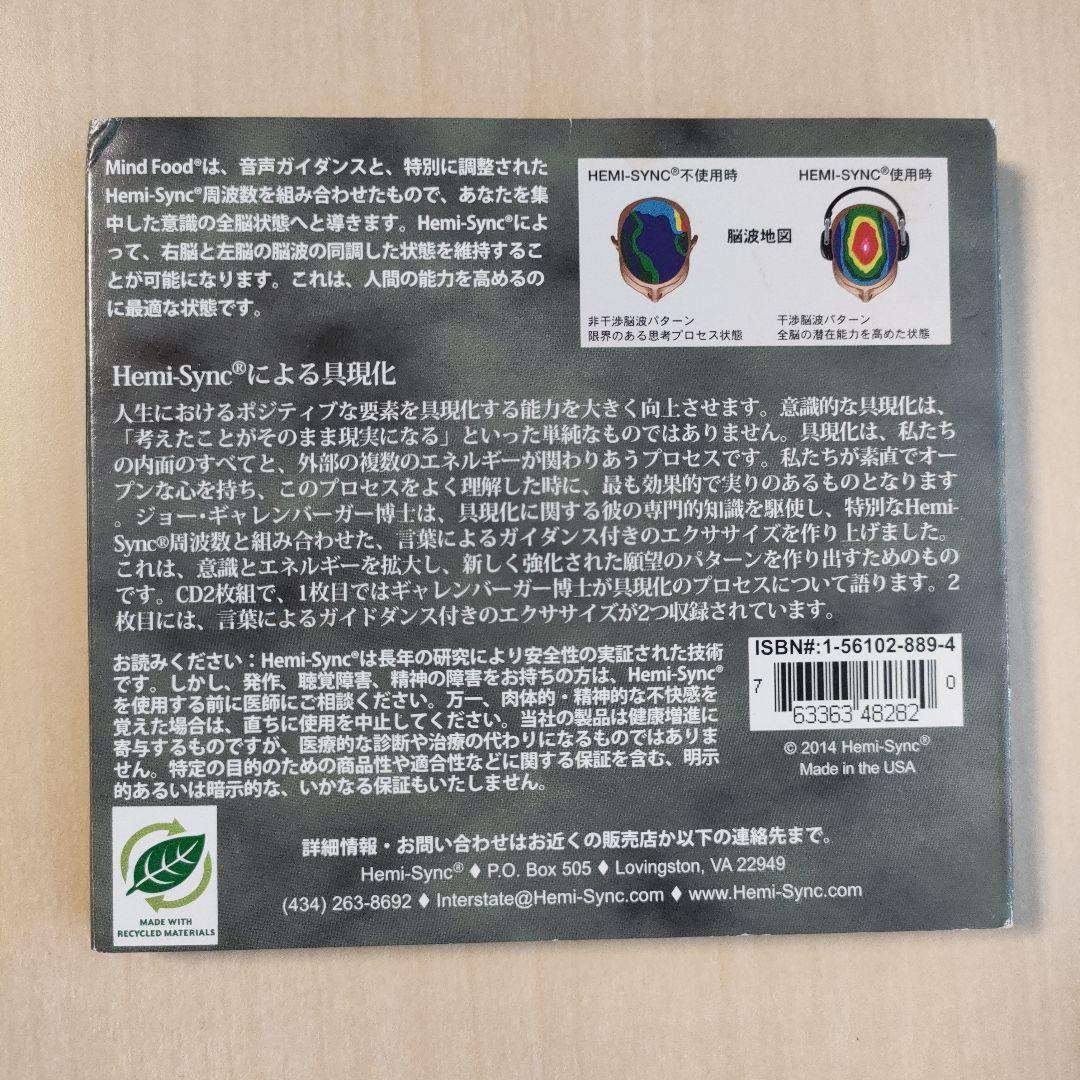 Mind Food®は、音声ガイダンスと、特別に調整された
Hemi-Sync®周波数を組み合わせたもので、あなたを集
中した意識の全脳状態へと導きます。Hemi-Sync®によ
って、右脳と左脳の脳波の同調した状態を維持するこ
とが可能になります。これは、人間の能力を高めるの
に最適な状態です。
HEMI-SYNC®不使用時
HEMI-SYNC®使用時
脳波地図
非干渉脳波パターン
限界のある思考プロセス状態
干渉脳波パターン
全脳の潜在能力を高めた状態
Hemi-Sync®による具現化
人生におけるポジティブな要素を具現化する能力を大きく向上させます。意識的な具現化は、
「考えたことがそのまま現実になる」といった単純なものではありません。具現化は、私たち
の内面のすべてと、外部の複数のエネルギーが関わりあうプロセスです。私たちが素直でオー
プンな心を持ち、このプロセスをよく理解した時に、最も効果的で実りのあるものとなります
。ジョー・ギャレンバーガー博士は、具現化に関する彼の専門的知識を駆使し、特別なHemi-
Sync®周波数と組み合わせた、言葉によるガイダンス付きのエクササイズを作り上げました。
これは、意識とエネルギーを拡大し、新しく強化された願望のパターンを作り出すためのもの
です。CD2枚組で、1枚目ではギャレンバーガー博士が具現化のプロセスについて語ります。2
枚目には、言葉によるガイドダンス付きのエクササイズが2つ収録されています。
お読みください：Hemi-Sync®は長年の研究により安全性の実証された技術
です。しかし、発作、聴覚障害、精神の障害をお持ちの方は、Hemi-Sync®
を使用する前に医師にご相談ください。万一、肉体的・精神的な不快感を
覚えた場合は、直ちに使用を中止してください。当社の製品は健康増進に
寄与するものですが、医療的な診断や治療の代わりになるものではありま
せん。特定の目的のための商品性や適合性などに関する保証を含む、明示
的あるいは暗示的な、いかなる保証もいたしません。
ISBN#:1-56102-889-4
7 63363 48282 0
© 2014 Hemi-Sync®
Made in the USA
MADE WITH
RECYCLED MATERIALS
詳細情報・お問い合わせはお近くの販売店か以下の連絡先まで。
Hemi-Sync® ♦ P.O. Box 505 ♦ Lovingston, VA 22949
(434) 263-8692 ♦ Interstate@Hemi-Sync.com ♦ www.Hemi-Sync.com